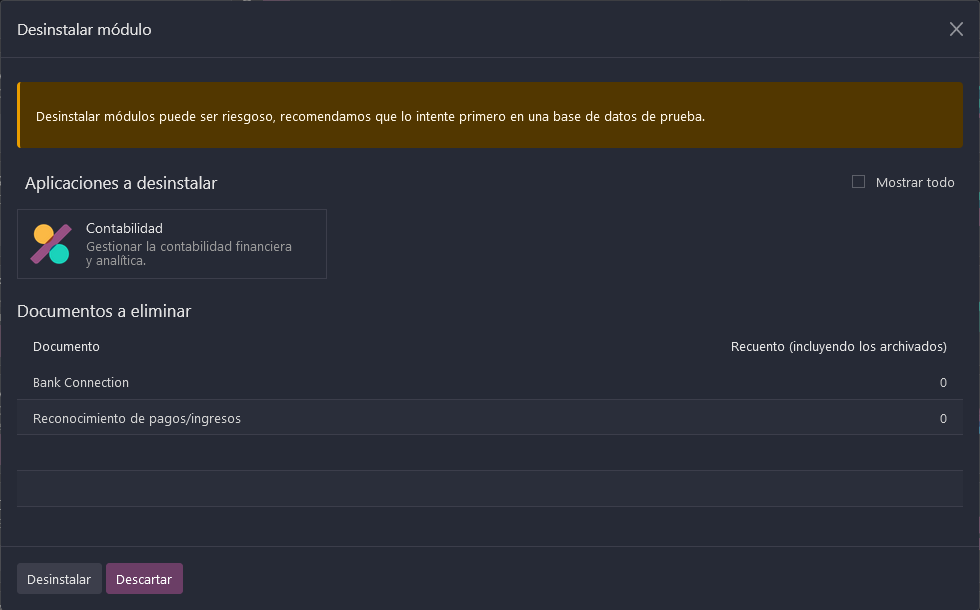 Desinstalar módulo
Desinstalar módulos puede ser riesgoso, recomendamos que lo intente primero en una base de datos de prueba.
Aplicaciones a desinstalar
Mostrar todo
Contabilidad
Gestionar la contabilidad financiera
y analítica.
Documentos a eliminar
Documento
Recuento (incluyendo los archivados)
Bank Connection
0
Reconocimiento de pagos/ingresos
0
Desinstalar
Descartar